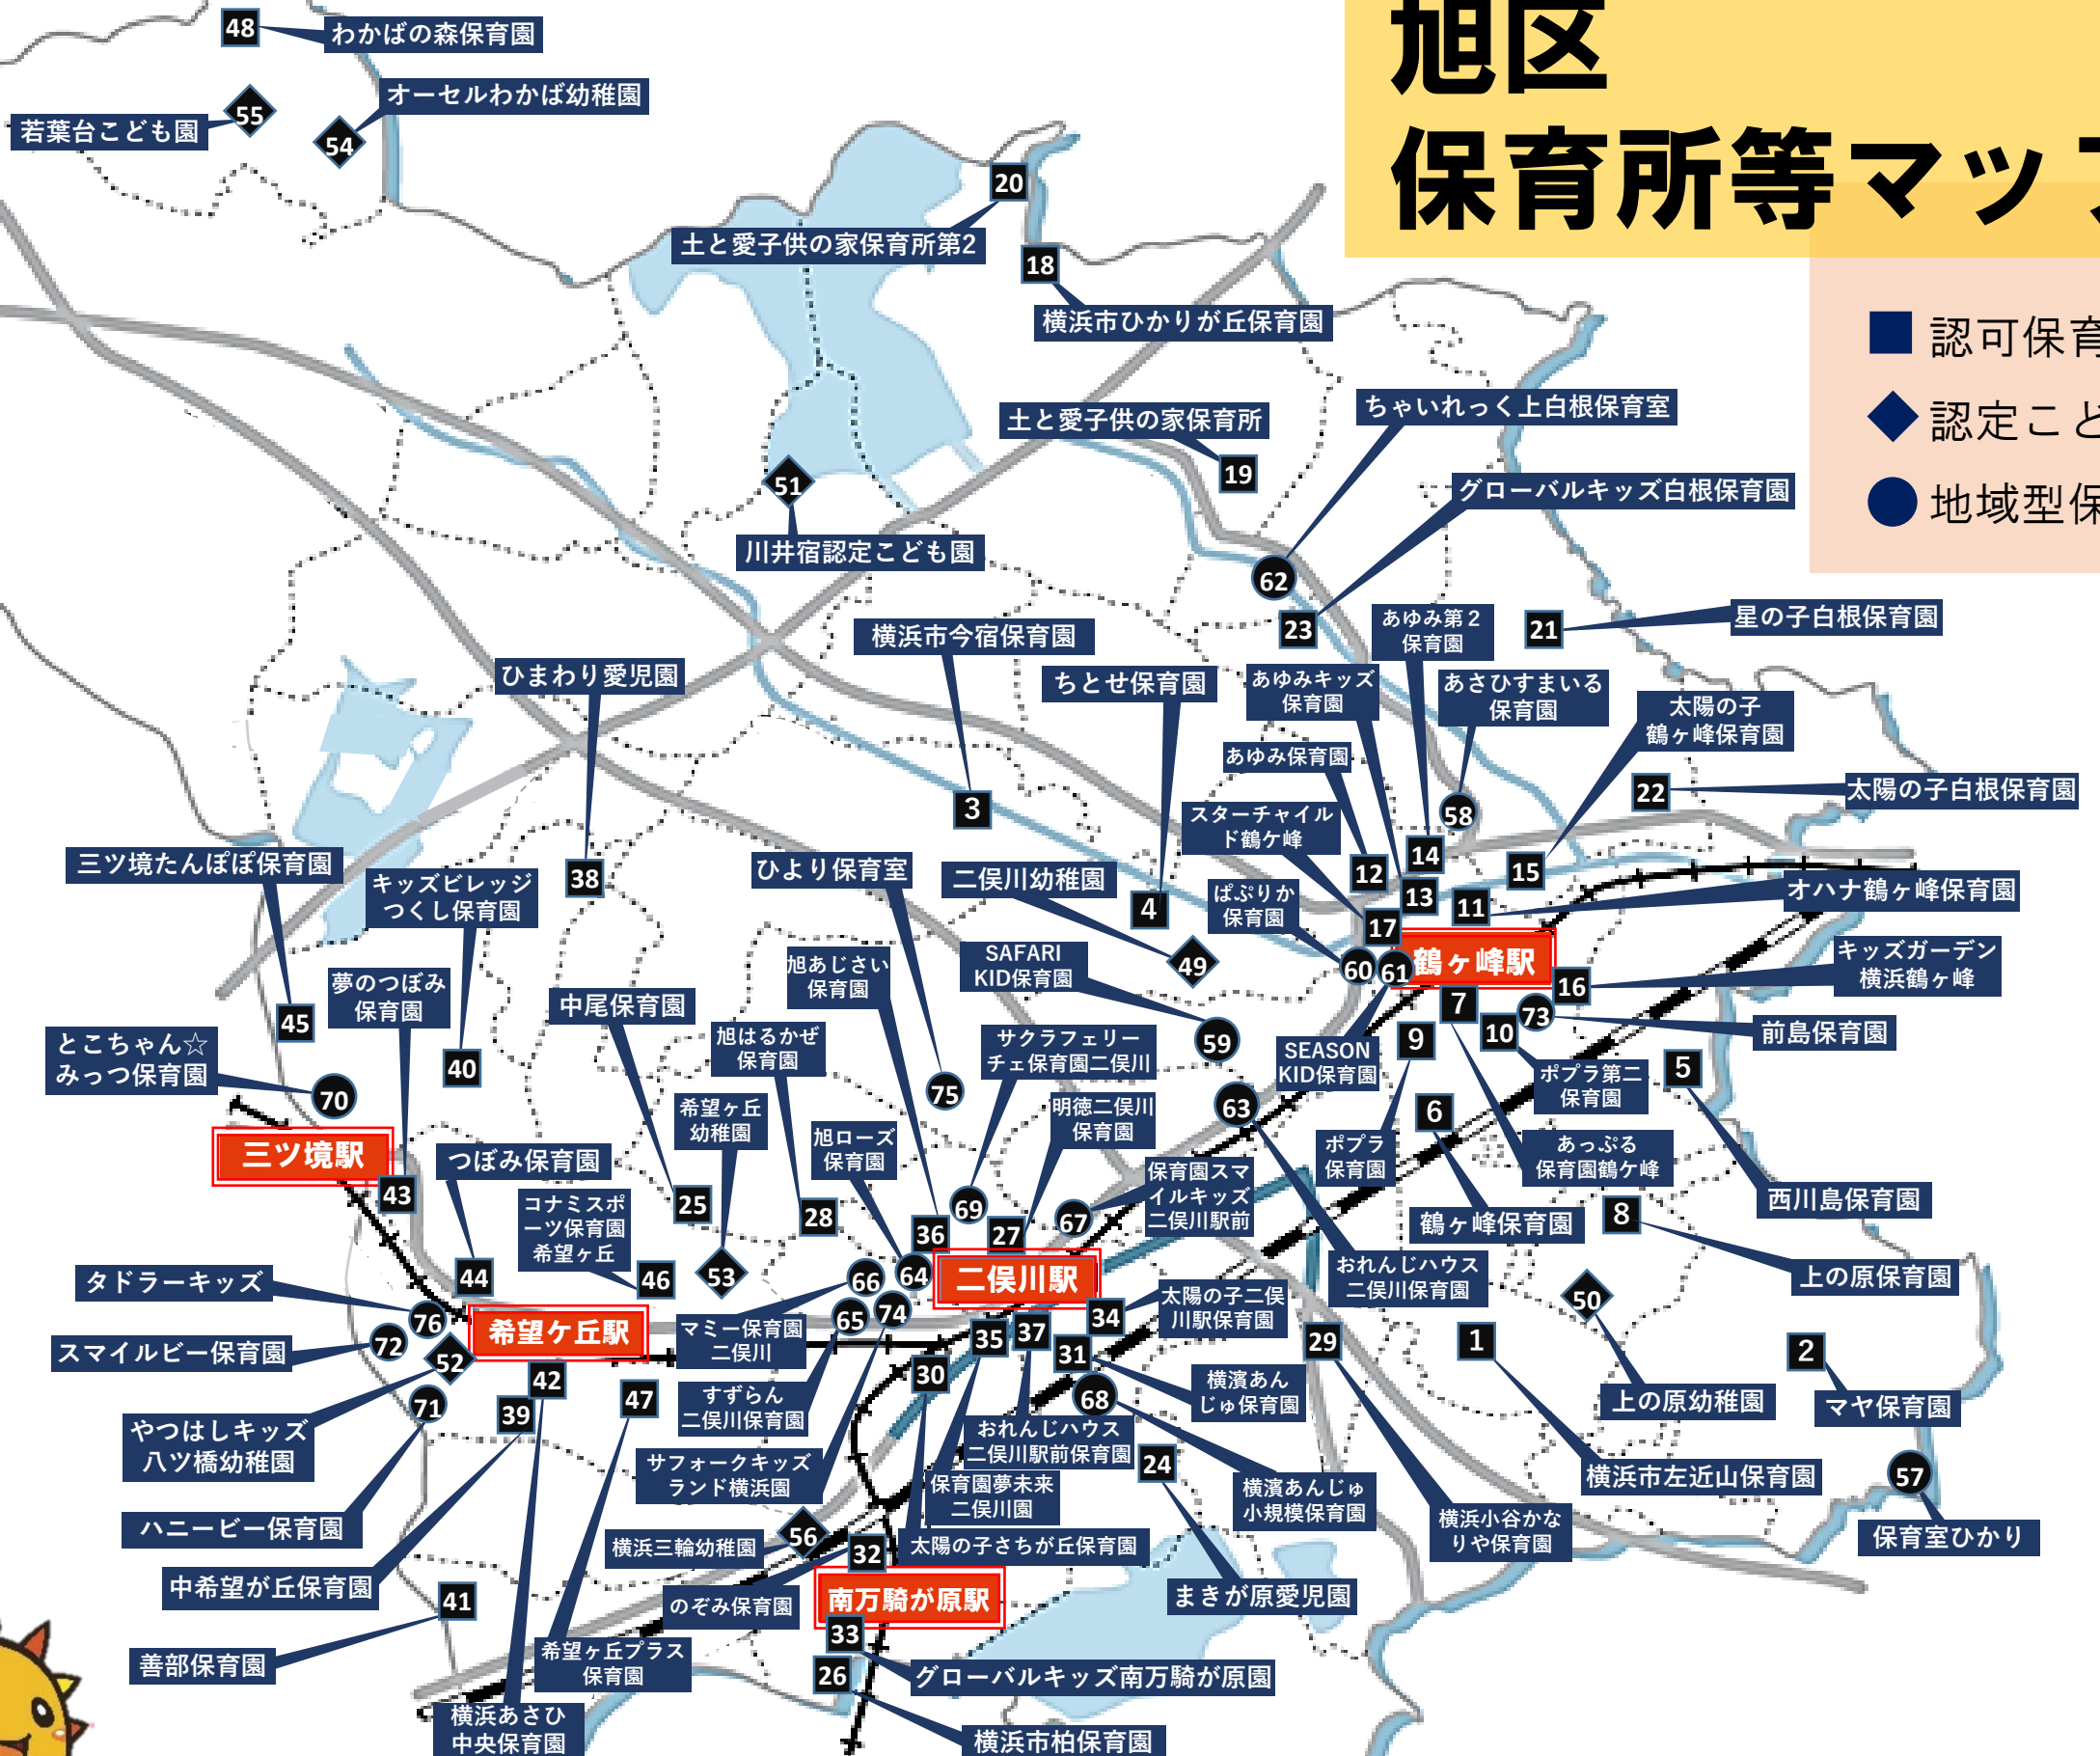 旭区
保育所等マップ
認可保育
認定こど
地域型保
48
わかばの森保育園
オーセルわかば幼稚園
55
若葉台こども園
54
20
土と愛子供の家保育所第2
18
横浜市ひかりが丘保育園
ちゃいれっく上白根保育室
土と愛子供の家保育所
19
51
グローバルキッズ白根保育園
川井宿認定こども園
62
23
あゆみ第2
保育園
21
星の子白根保育園
横浜市今宿保育園
ひまわり愛児園
ちとせ保育園
あゆみキッズ
保育園
あさひすまいる
保育園
太陽の子
鶴ヶ峰保育園
あゆみ保育園
22
太陽の子白根保育園
3
スターチャイル
ド鶴ケ峰
58
三ツ境たんぽぽ保育園
キッズビレッジ
つくし保育園
38
ひより保育室
二俣川幼稚園
4
ぱぷりか
保育園
12
14
13
15
11
オハナ鶴ヶ峰保育園
17
SAFARI
KID保育園
49
60
61
鶴ヶ峰駅
キッズガーデン
横浜鶴ヶ峰
旭あじさい
保育園
夢のつぼみ
保育園
中尾保育園
45
16
7
73
10
前島保育園
とこちゃん☆
みっつ保育園
40
旭はるかぜ
保育園
サクラフェリー
チェ保育園二俣川
59
SEASON
KID保育園
9
ポプラ第二
保育園
5
70
希望ヶ丘
幼稚園
75
明徳二俣川
保育園
63
6
旭ローズ
保育園
三ツ境駅
つぼみ保育園
ポプラ
保育園
あっぷる
保育園鶴ケ峰
43
コナミスポ
ーツ保育園
希望ヶ丘
25
28
69
67
保育園スマ
イルキッズ
二俣川駅前
西川島保育園
鶴ヶ峰保育園
8
36
27
タドラーキッズ
44
46
53
66
64
二俣川駅
おれんじハウス
二俣川保育園
上の原保育園
50
76
希望ケ丘駅
マミー保育園
二俣川
65
74
太陽の子二俣
川駅保育園
34
スマイルビー保育園
72
52
35
37
31
29
1
2
42
30
71
39
47
すずらん
二俣川保育園
68
横濱あん
じゅ保育園
上の原幼稚園
マヤ保育園
やつはしキッズ
八ツ橋幼稚園
おれんじハウス
二俣川駅前保育園
サフォークキッズ
ランド横浜園
24
横浜市左近山保育園
57
保育園夢未来
二俣川園
横濱あんじゅ
小規模保育園
横浜小谷かな
りや保育園
ハニービー保育園
横浜三輪幼稚園
56
32
太陽の子さちが丘保育園
保育室ひかり
中希望が丘保育園
41
のぞみ保育園
南万騎が原駅
まきが原愛児園
33
善部保育園
希望ヶ丘プラス
保育園
26
グローバルキッズ南万騎が原園
横浜あさひ
中央保育園
横浜市柏保育園